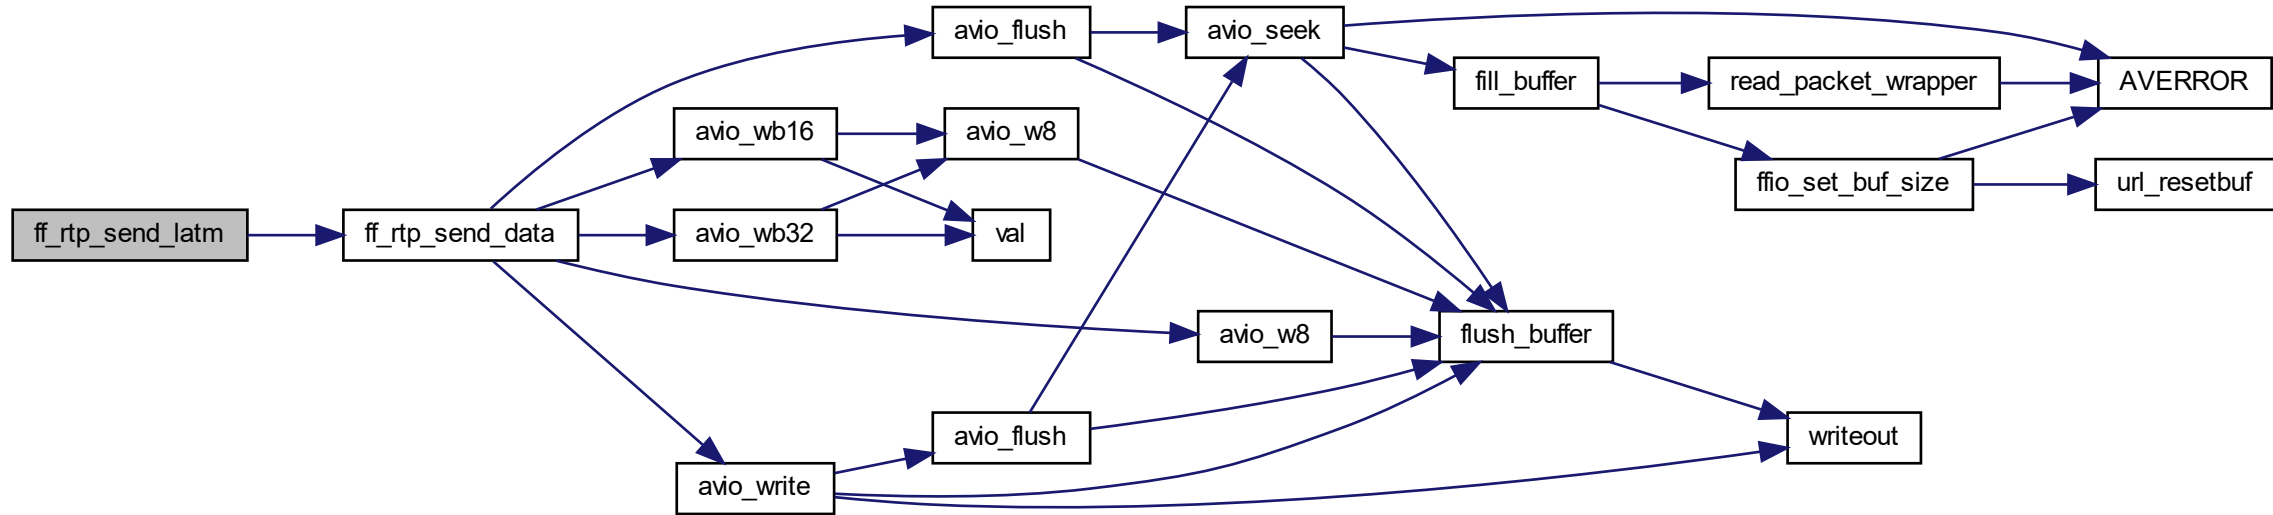 ff_rtp_send_latm
ff_rtp_send_data
avio_flush
avio_wb16
avio_wb32
avio_write
avio_w8
val
avio_flush
avio_seek
avio_w8
fill_buffer
flush_buffer
read_packet_wrapper
ffio_set_buf_size
writeout
AVERROR
url_resetbuf